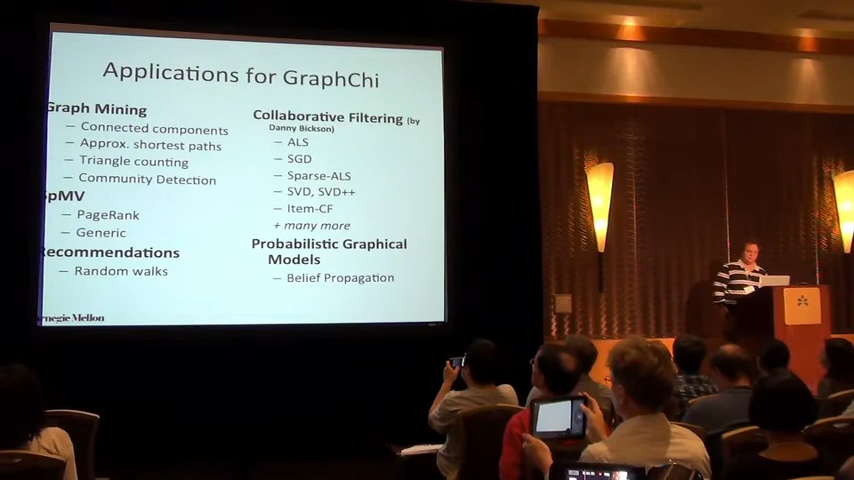 Applications for GraphChi
Graph Mining
– Connected components
– Approx. shortest paths
– Triangle counting
– Community Detection
SpMV
– PageRank
– Generic
Recommendations
– Random walks
Carnegie Mellon
Collaborative Filtering (by
Danny Bickson)
– ALS
– SGD
– Sparse-ALS
– SVD, SVD++
– Item-CF
+ many more
Probabilistic Graphical
Models
– Belief Propagation